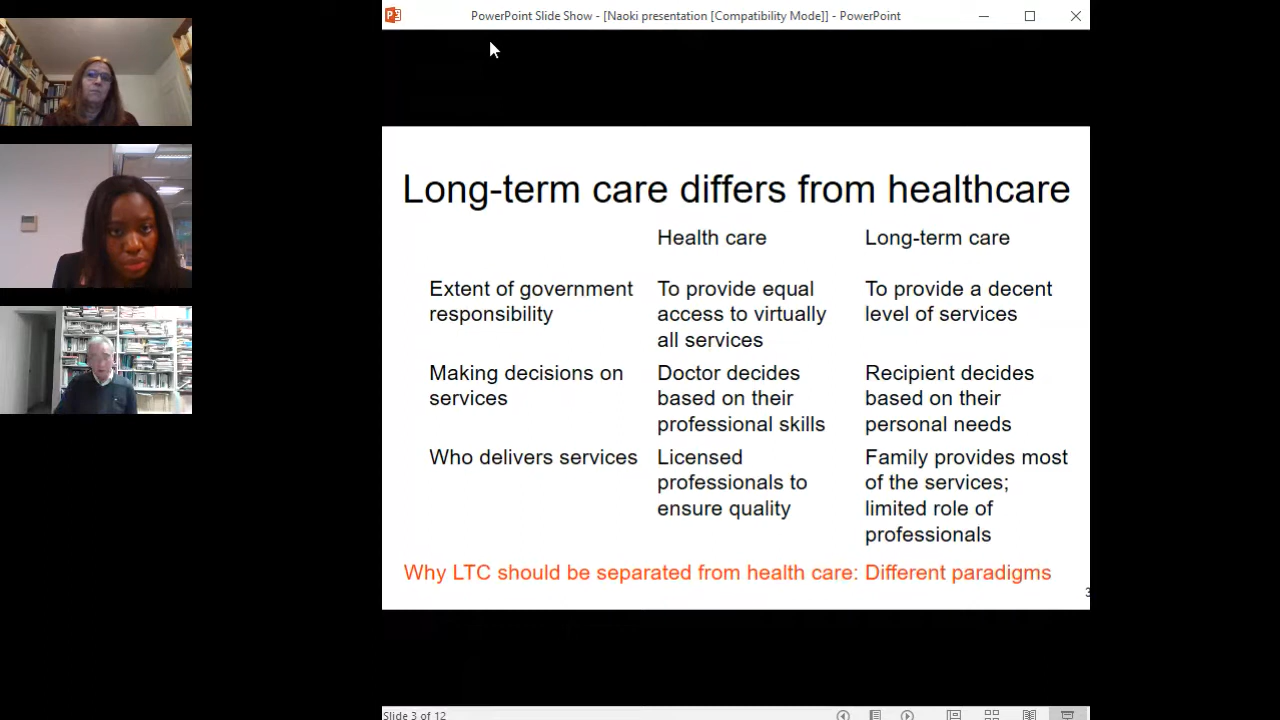 PowerPoint Slide Show - [Naoki presentation [Compatibility Mode]] - PowerPoint
Long-term care differs from healthcare
Health care
Long-term care
Extent of government
responsibility
To provide equal
access to virtually
all services
To provide a decent
level of services
Making decisions on
services
Doctor decides
based on their
professional skills
Recipient decides
based on their
personal needs
Who delivers services
Licensed
professionals to
ensure quality
Family provides most
of the services;
limited role of
professionals
Why LTC should be separated from health care: Different paradigms
3
Slide 3 of 12